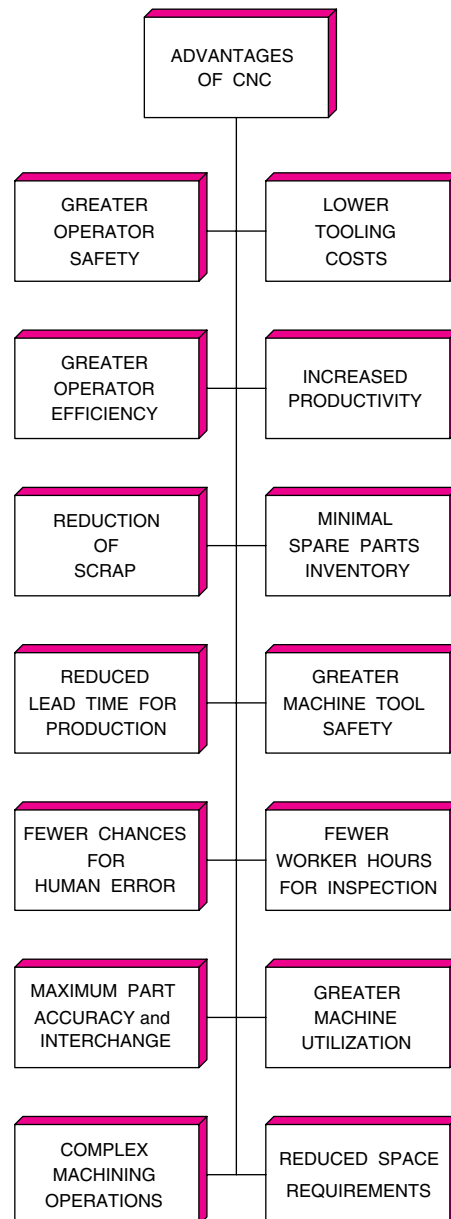 ADVANTAGES
OF CNC
GREATER
OPERATOR
SAFETY
LOWER
TOOLING
COSTS
GREATER
OPERATOR
EFFICIENCY
INCREASED
PRODUCTIVITY
REDUCTION
OF
SCRAP
MINIMAL
SPARE PARTS
INVENTORY
REDUCED
LEAD TIME FOR
PRODUCTION
GREATER
MACHINE TOOL
SAFETY
FEWER CHANCES
FOR
HUMAN ERROR
FEWER
WORKER HOURS
FOR INSPECTION
MAXIMUM PART
ACCURACY and
INTERCHANGE
GREATER
MACHINE
UTILIZATION
COMPLEX
MACHINING
OPERATIONS
REDUCED SPACE
REQUIREMENTS